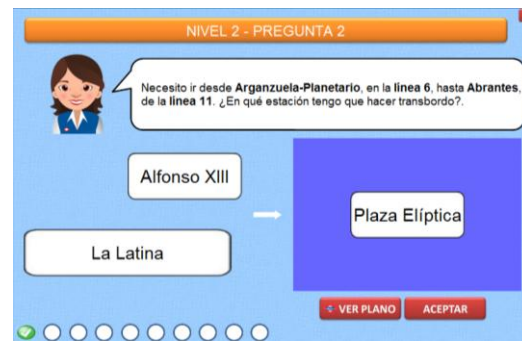 NIVEL 2 - PREGUNTA 2
Necesito ir desde Arganzuela-Planetario, en la línea 6, hasta Abrantes,
de la línea 11. ¿En qué estación tengo que hacer transbordo?.
Alfonso XIII
La Latina
Plaza Elíptica
+ VER PLANO
ACEPTAR